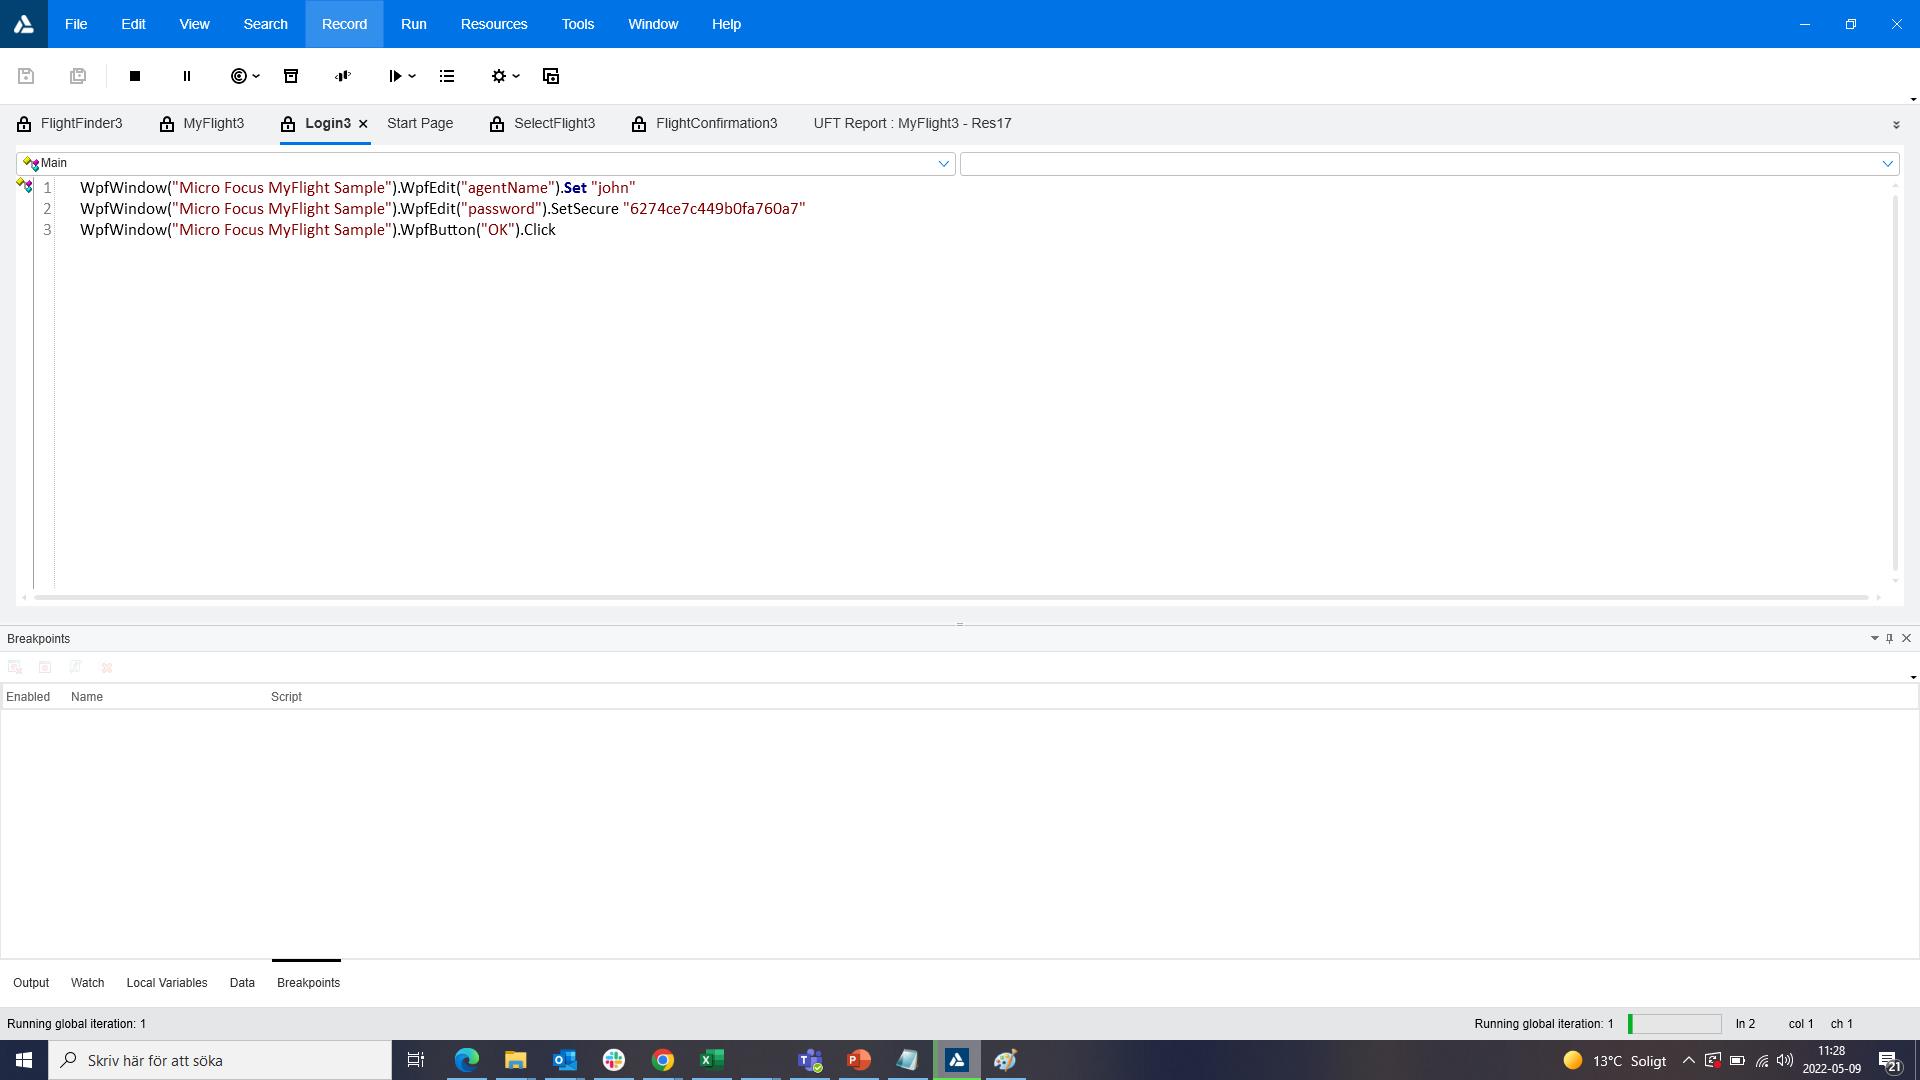 File Edit View Search Record Run Resources Tools Window Help
FlightFinder3 MyFlight3 Login3 Start Page SelectFlight3 FlightConfirmation3 UFT Report : MyFlight3 - Res17
Main
1 WpfWindow("Micro Focus MyFlight Sample").WpfEdit("agentName").Set "john"
2 WpfWindow("Micro Focus MyFlight Sample").WpfEdit("password").SetSecure "6274ce7c449b0fa760a7"
3 WpfWindow("Micro Focus MyFlight Sample").WpfButton("OK").Click
Breakpoints
Enabled Name Script
Output Watch Local Variables Data Breakpoints
Running global iteration: 1 Running global iteration: 1 ln 2 col 1 ch 1
Skriv här för att söka 13°C Soligt 11:28
2022-05-09 21